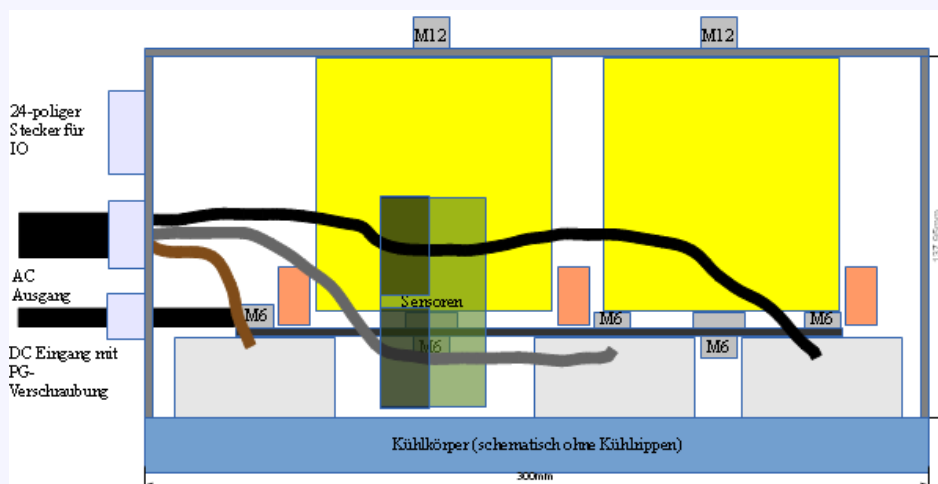 M12
M12
24-poliger
Stecker für
IO
AC
Ausgang
DC Eingang mit
PG-
Verschraubung
Sensoren
M6
M6
M6
M6
M6
Kühlkörper (schematisch ohne Kühlrippen)
300mm